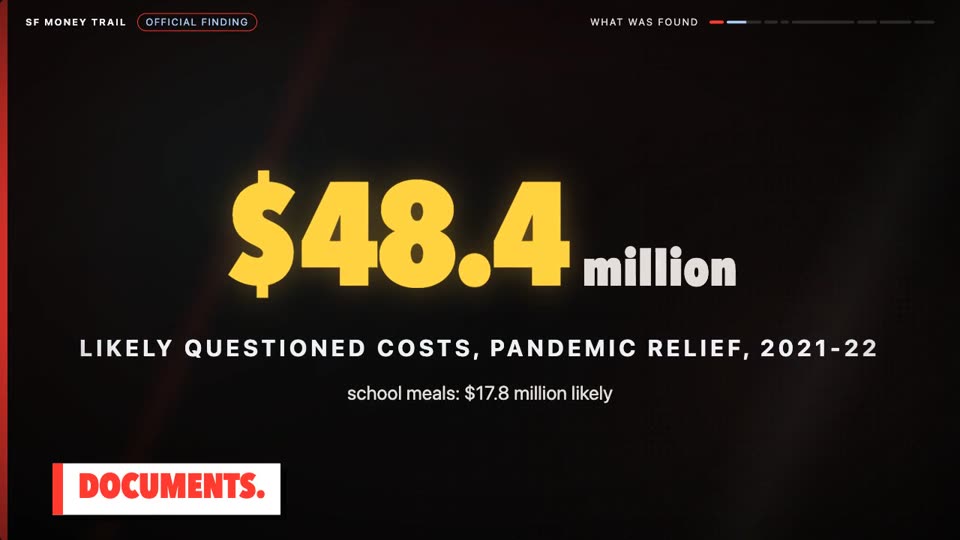 SF MONEY TRAIL
OFFICIAL FINDING
WHAT WAS FOUND
$48.4 million
LIKELY QUESTIONED COSTS, PANDEMIC RELIEF, 2021-22
school meals: $17.8 million likely
DOCUMENTS.